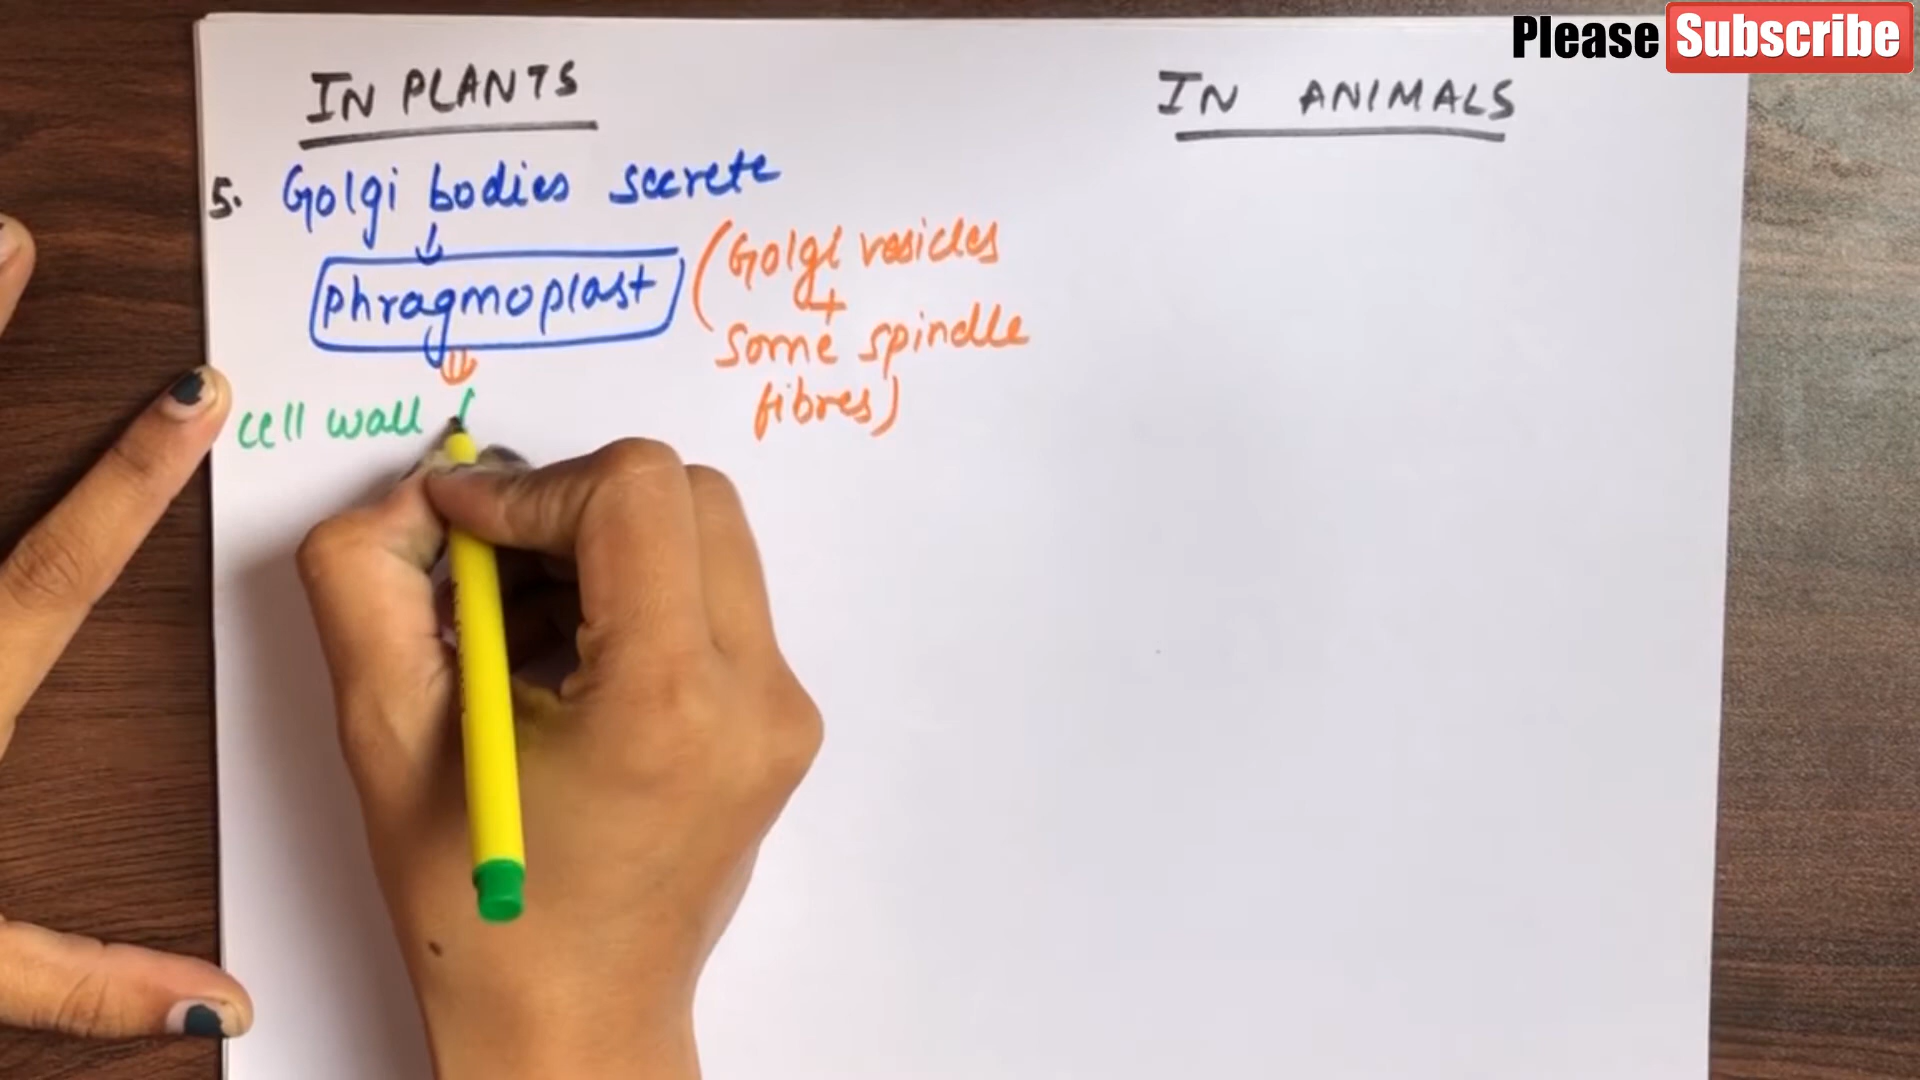 Please Subscribe
IN PLANTS
IN ANIMALS
5. Golgi bodies secrete
phragmoplast
(Golgi vesicles
+
some spindle
fibres)
cell wall